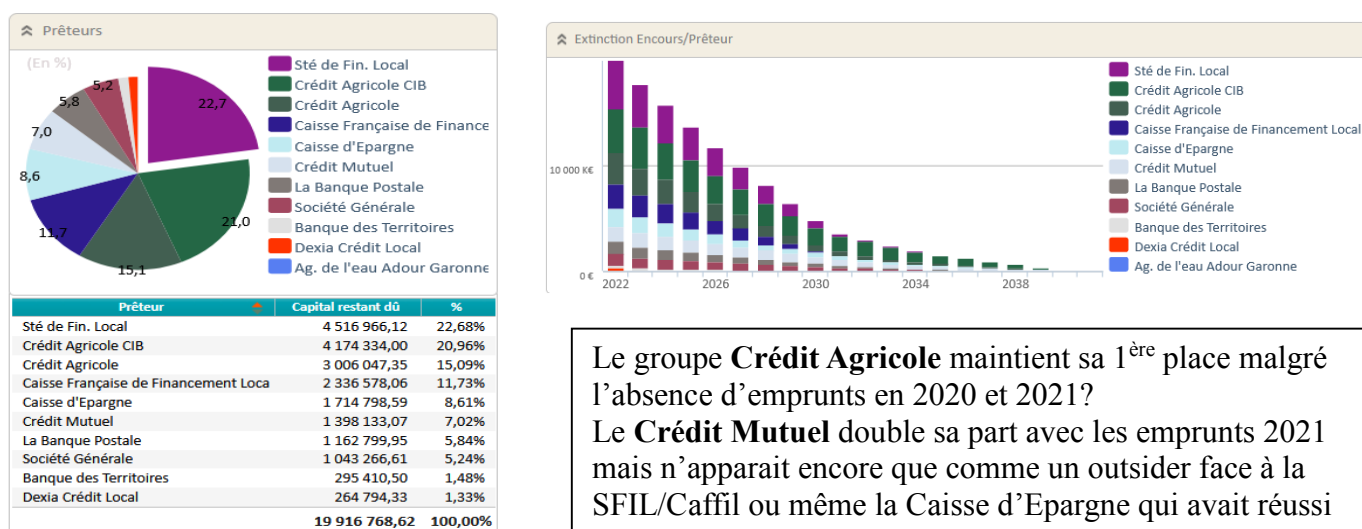 Prêteurs
(En %)
22,7
21,0
15,1
11,7
8,6
7,0
5,8
5,2
Sté de Fin. Local
Crédit Agricole CIB
Crédit Agricole
Caisse Française de Finance
Caisse d'Epargne
Crédit Mutuel
La Banque Postale
Société Générale
Banque des Territoires
Dexia Crédit Local
Ag. de l'eau Adour Garonne
Prêteur Capital restant dû %
Sté de Fin. Local 4 516 966,12 22,68%
Crédit Agricole CIB 4 174 334,00 20,96%
Crédit Agricole 3 006 047,35 15,09%
Caisse Française de Financement Loca 2 336 578,06 11,73%
Caisse d'Epargne 1 714 798,59 8,61%
Crédit Mutuel 1 398 133,07 7,02%
La Banque Postale 1 162 799,95 5,84%
Société Générale 1 043 266,61 5,24%
Banque des Territoires 295 410,50 1,48%
Dexia Crédit Local 264 794,33 1,33%
19 916 768,62 100,00%
Extinction Encours/Prêteur
10 000 K€
0 €
2022 2026 2030 2034 2038
Sté de Fin. Local
Crédit Agricole CIB
Crédit Agricole
Caisse Française de Financement Local
Caisse d'Epargne
Crédit Mutuel
La Banque Postale
Société Générale
Banque des Territoires
Dexia Crédit Local
Ag. de l'eau Adour Garonne
Le groupe Crédit Agricole maintient sa 1ère place malgré
l'absence d'emprunts en 2020 et 2021?
Le Crédit Mutuel double sa part avec les emprunts 2021
mais n'apparait encore que comme un outsider face à la
SFIL/Caffil ou même la Caisse d'Epargne qui avait réussi